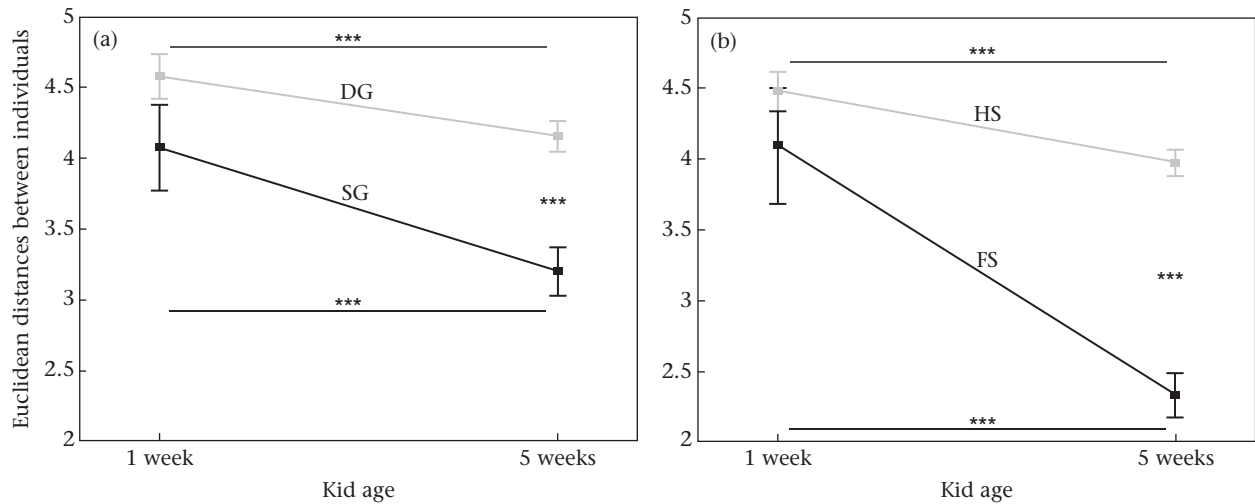 Euclidean distances between individuals
(a)
5
4.5
4
3.5
3
2.5
2
***
DG
SG
***
***
1 week
5 weeks
Kid age
(b)
5
4.5
4
3.5
3
2.5
2
***
HS
FS
***
***
1 week
5 weeks
Kid age